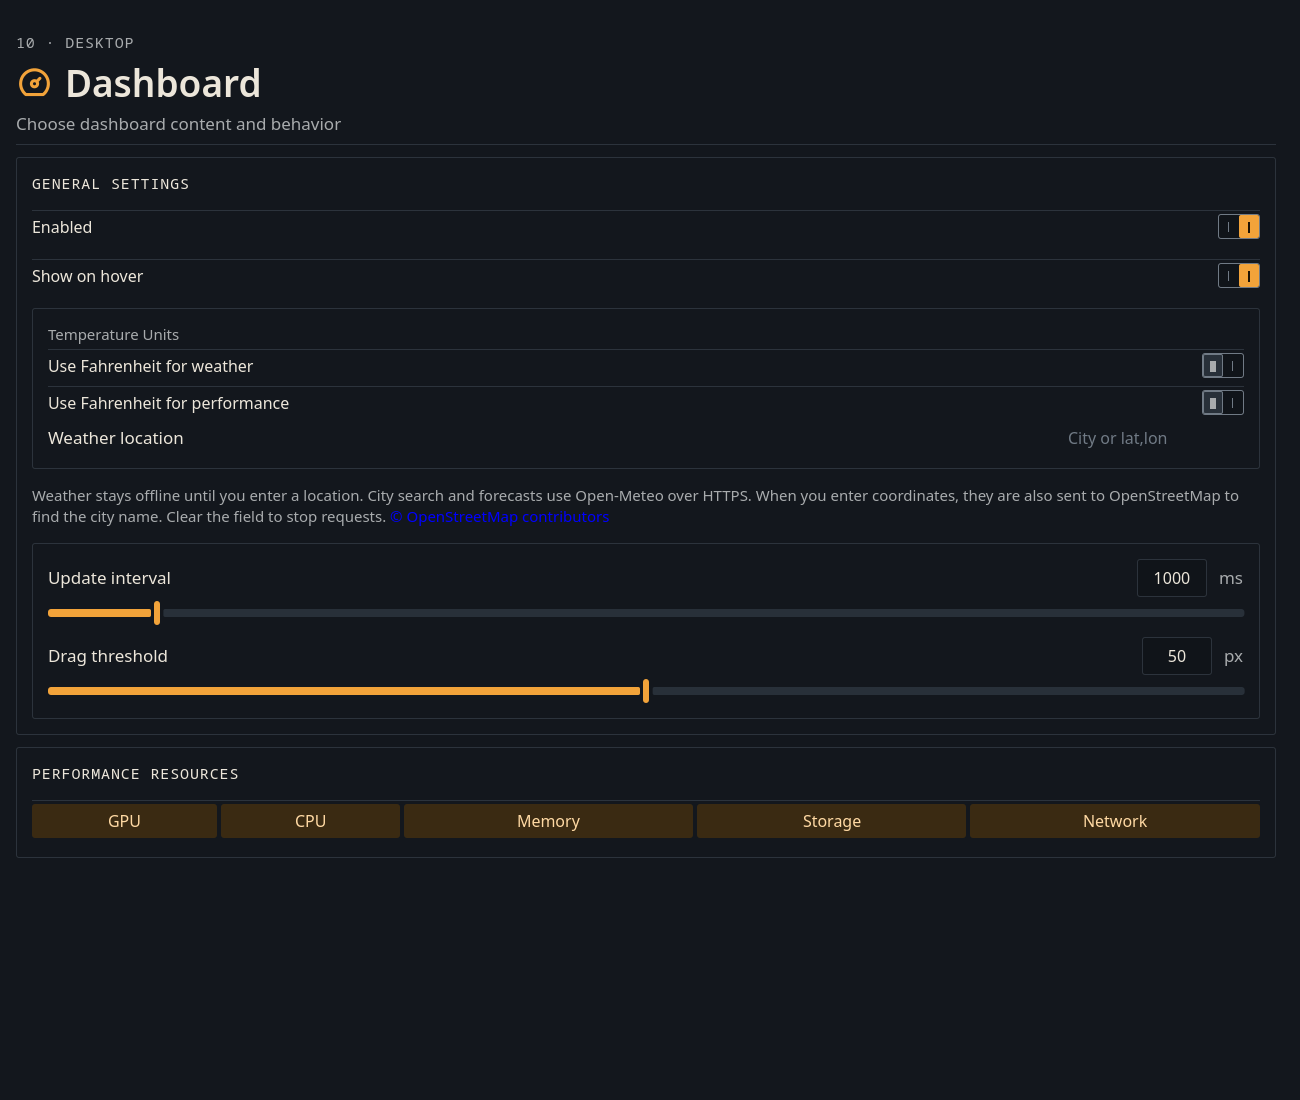 10 · DESKTOP
Dashboard
Choose dashboard content and behavior
GENERAL SETTINGS
Enabled
Show on hover
Temperature Units
Use Fahrenheit for weather
Use Fahrenheit for performance
Weather location City or lat,lon
Weather stays offline until you enter a location. City search and forecasts use Open-Meteo over HTTPS. When you enter coordinates, they are also sent to OpenStreetMap to
find the city name. Clear the field to stop requests. © OpenStreetMap contributors
Update interval 1000 ms
Drag threshold 50 px
PERFORMANCE RESOURCES
GPU CPU Memory Storage Network